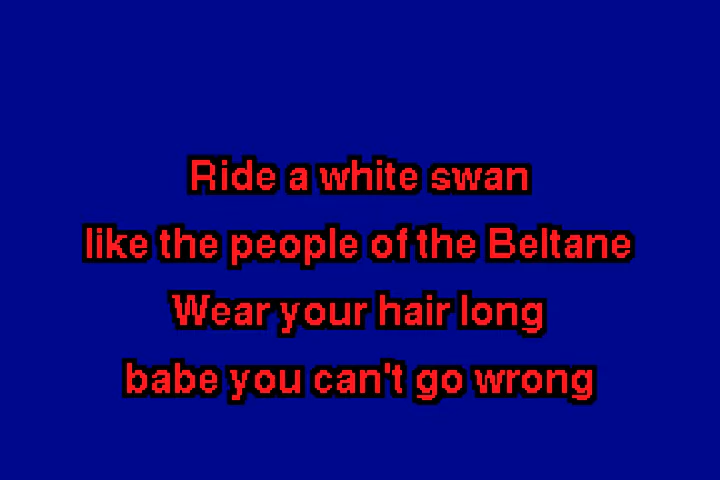 Ride a white swan
like the people of the Beltane
Wear your hair long
babe you can't go wrong